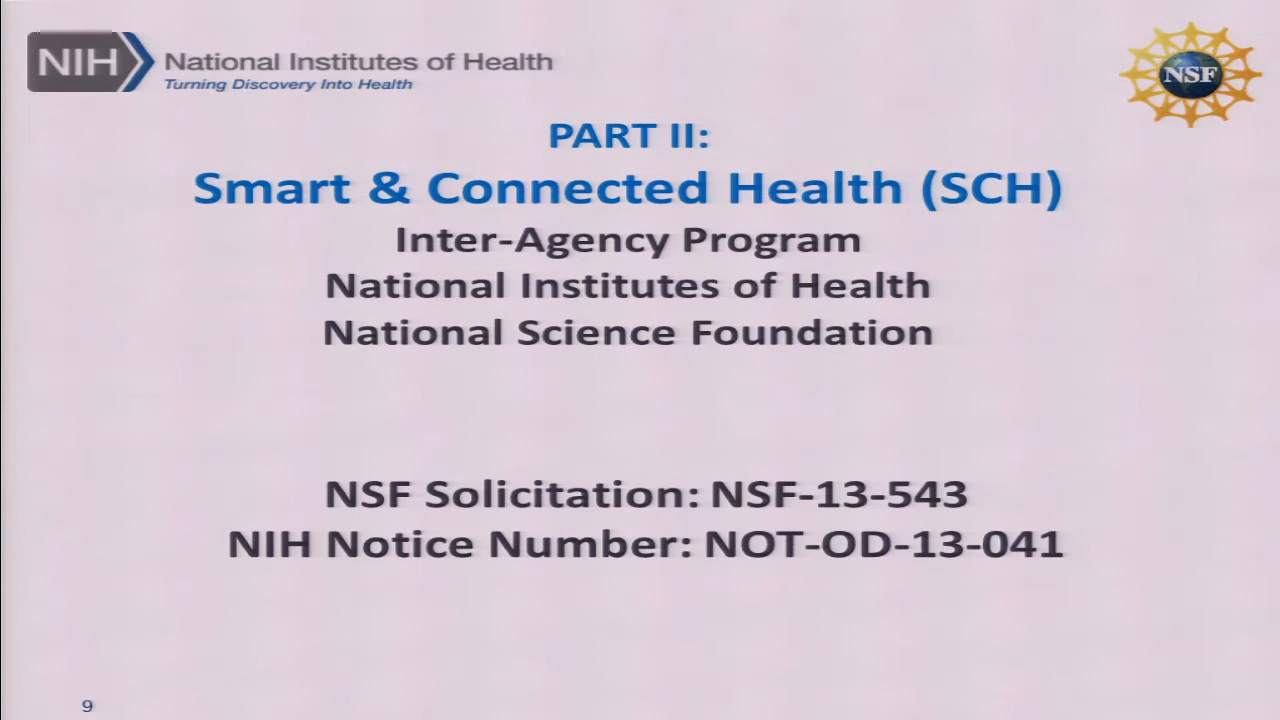 NIH National Institutes of Health
Turning Discovery Into Health
NSF
PART II:
Smart & Connected Health (SCH)
Inter-Agency Program
National Institutes of Health
National Science Foundation
NSF Solicitation: NSF-13-543
NIH Notice Number: NOT-OD-13-041
9